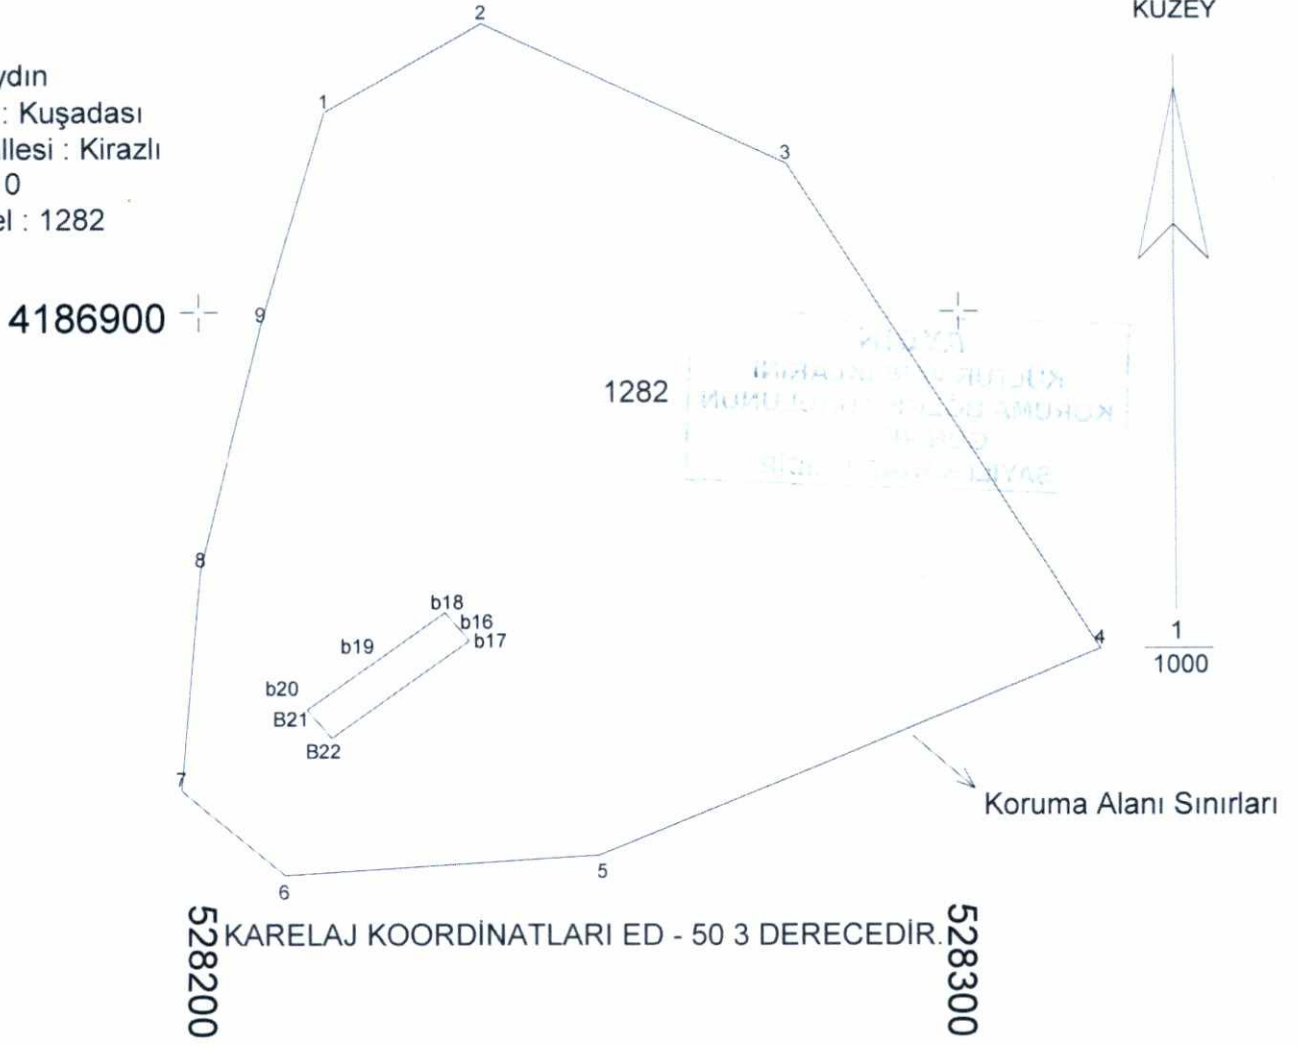 KUZEY
2
ydın
: Kuşadası
llesi : Kirazlı
0
el : 1282
1
3
4186900
9
1282
KORUMA
8
b18
b16
b17
b19
b20
B21
B22
4
1
1000
7
Koruma Alanı Sınırları
5
6
KARELAJ KOORDİNATLARI ED - 50 3 DERECEDİR.
528200
528300